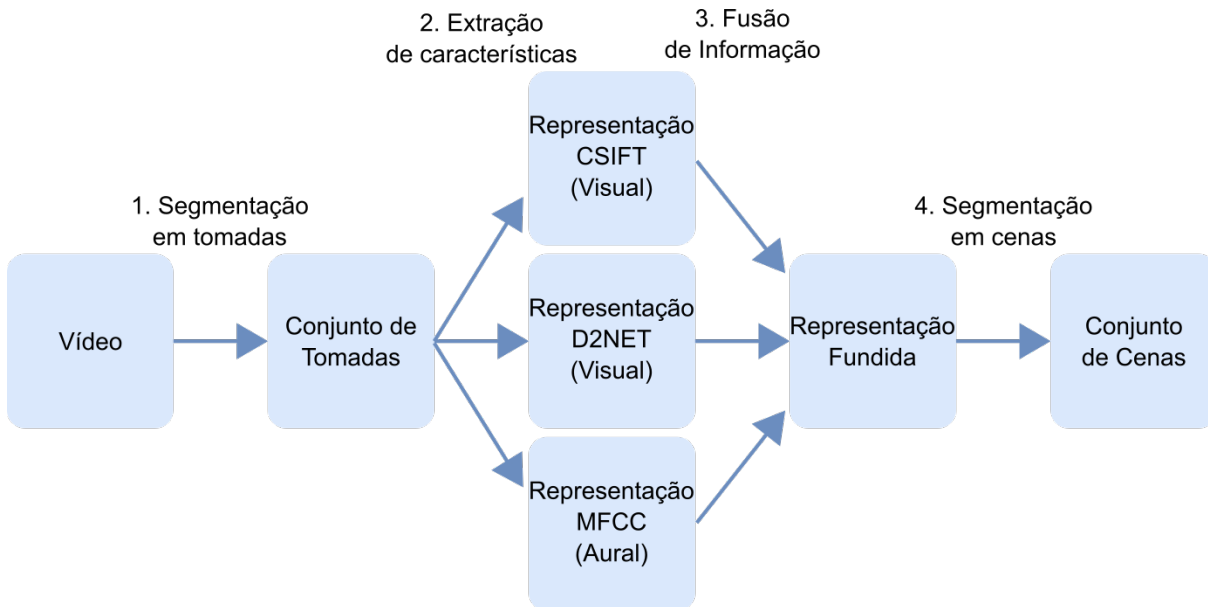 2. Extração
de características
3. Fusão
de Informação
Representação
CSIFT
(Visual)
1. Segmentação
em tomadas
4. Segmentação
em cenas
Vídeo
Conjunto de
Tomadas
Representação
D2NET
(Visual)
Representação
Fundida
Conjunto
de Cenas
Representação
MFCC
(Aural)